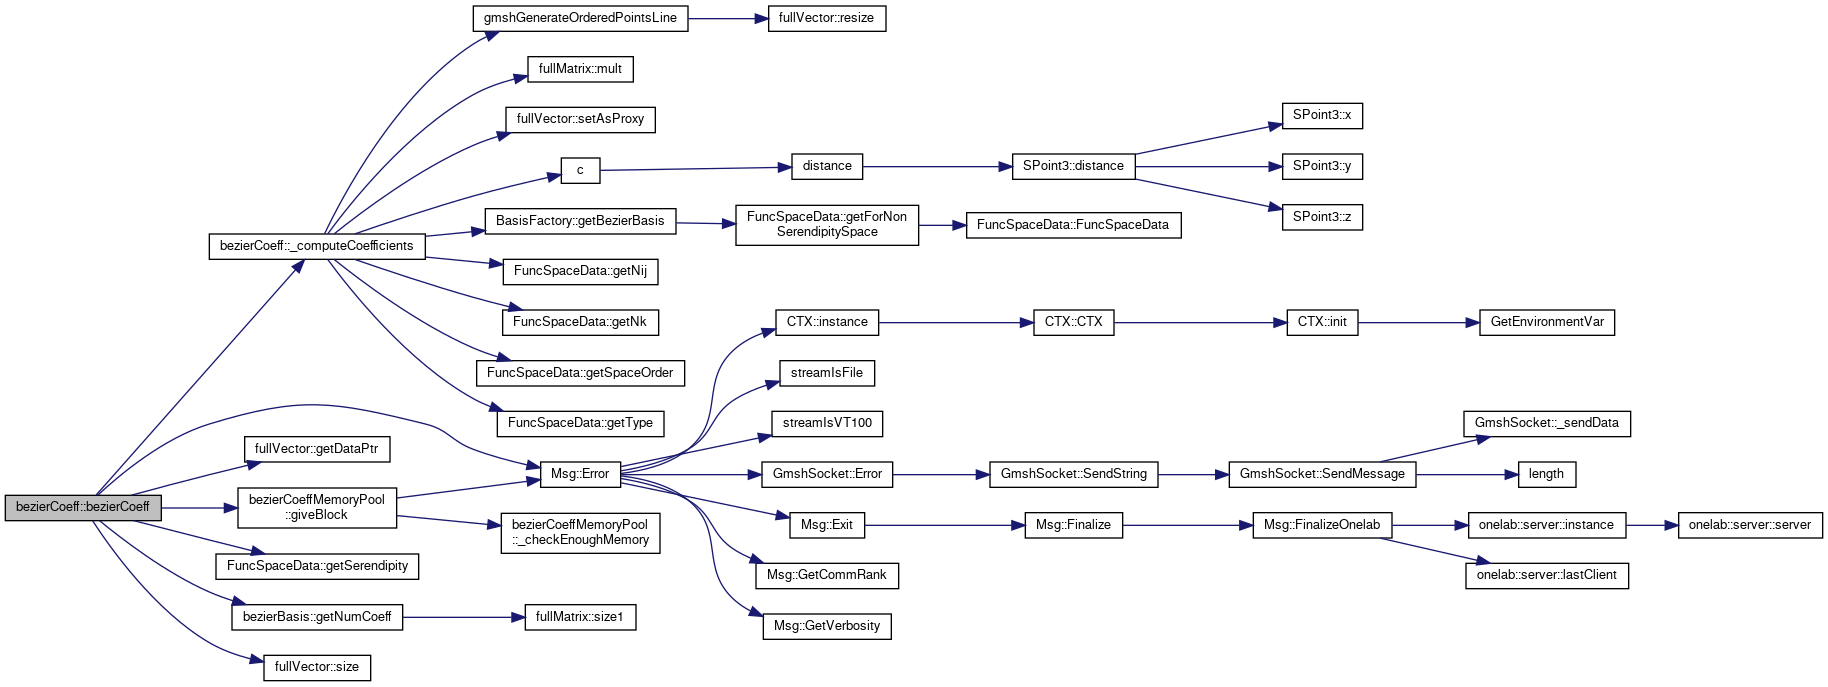 gmshGenerateOrderedPointsLine
fullVector::resize
fullMatrix::mult
fullVector::setAsProxy
SPoint3::x
c
distance
SPoint3::distance
SPoint3::y
BasisFactory::getBezierBasis
FuncSpaceData::getForNon
SerendipitySpace
FuncSpaceData::FuncSpaceData
SPoint3::z
bezierCoeff::_computeCoefficients
FuncSpaceData::getNij
FuncSpaceData::getNk
CTX::instance
CTX::CTX
CTX::init
GetEnvironmentVar
FuncSpaceData::getSpaceOrder
streamIsFile
FuncSpaceData::getType
streamIsVT100
GmshSocket::_sendData
fullVector::getDataPtr
Msg::Error
GmshSocket::Error
GmshSocket::SendString
GmshSocket::SendMessage
length
bezierCoeff::bezierCoeff
bezierCoeffMemoryPool
::giveBlock
bezierCoeffMemoryPool
::_checkEnoughMemory
Msg::Exit
Msg::Finalize
Msg::FinalizeOnelab
onelab::server::instance
onelab::server::server
FuncSpaceData::getSerendipity
Msg::GetCommRank
onelab::server::lastClient
bezierBasis::getNumCoeff
fullMatrix::size1
Msg::GetVerbosity
fullVector::size